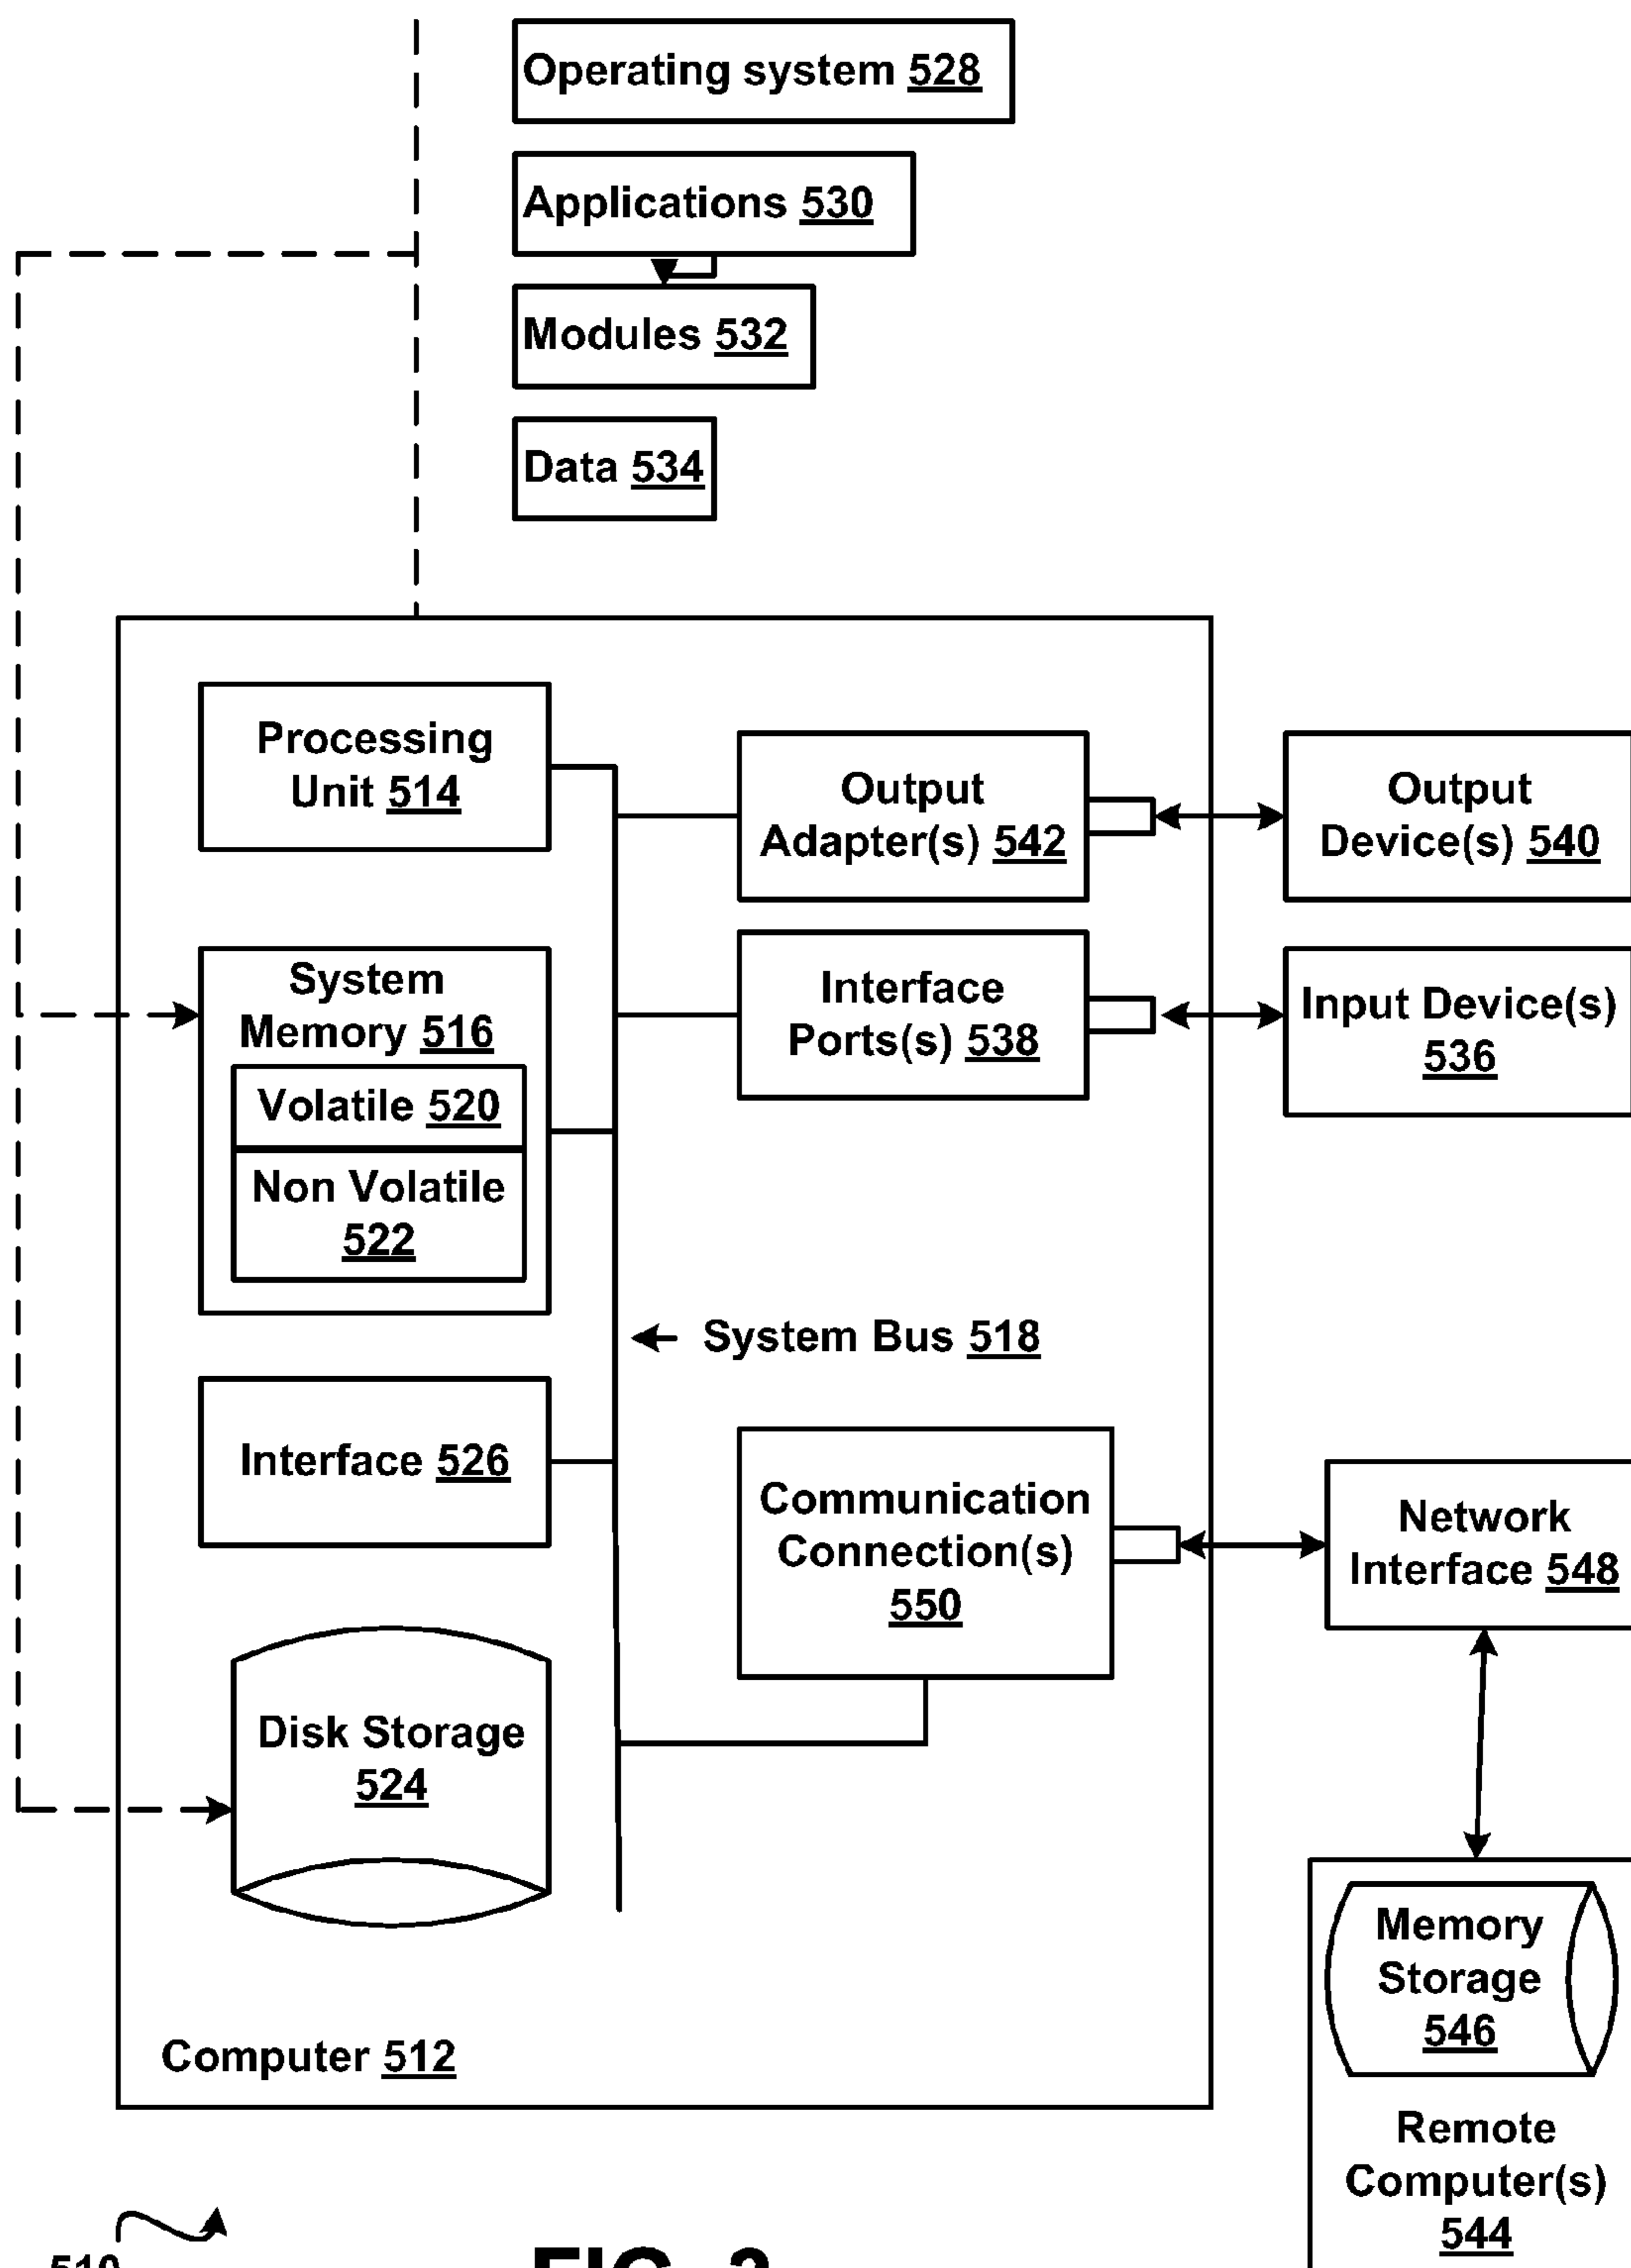 Operating system 528
Applications 530
Modules 532
Data 534
Processing
Unit 514
Output
Adapter(s) 542
Output
Device(s) 540
System
Memory 516
Volatile 520
Non Volatile
522
Interface
Ports(s) 538
Input Device(s)
536
System Bus 518
Interface 526
Communication
Connection(s)
550
Network
Interface 548
Disk Storage
524
Memory
Storage
546
Remote
Computer(s)
544
Computer 512
510